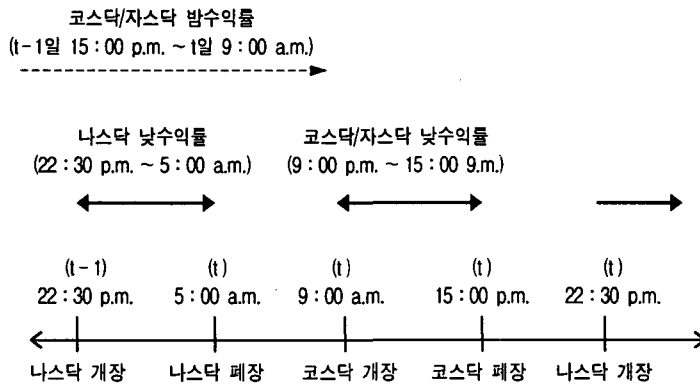 코스닥/자스닥 밤수익률
(t-1일 15:00 p.m. ~ t일 9:00 a.m.)
나스닥 낮수익률 코스닥/자스닥 낮수익률
(22:30 p.m. ~ 5:00 a.m.) (9:00 p.m. ~ 15:00 9.m.)
(t-1) (t) (t) (t) (t)
22:30 p.m. 5:00 a.m. 9:00 a.m. 15:00 p.m. 22:30 p.m.
나스닥 개장 나스닥 폐장 코스닥 개장 코스닥 폐장 나스닥 개장